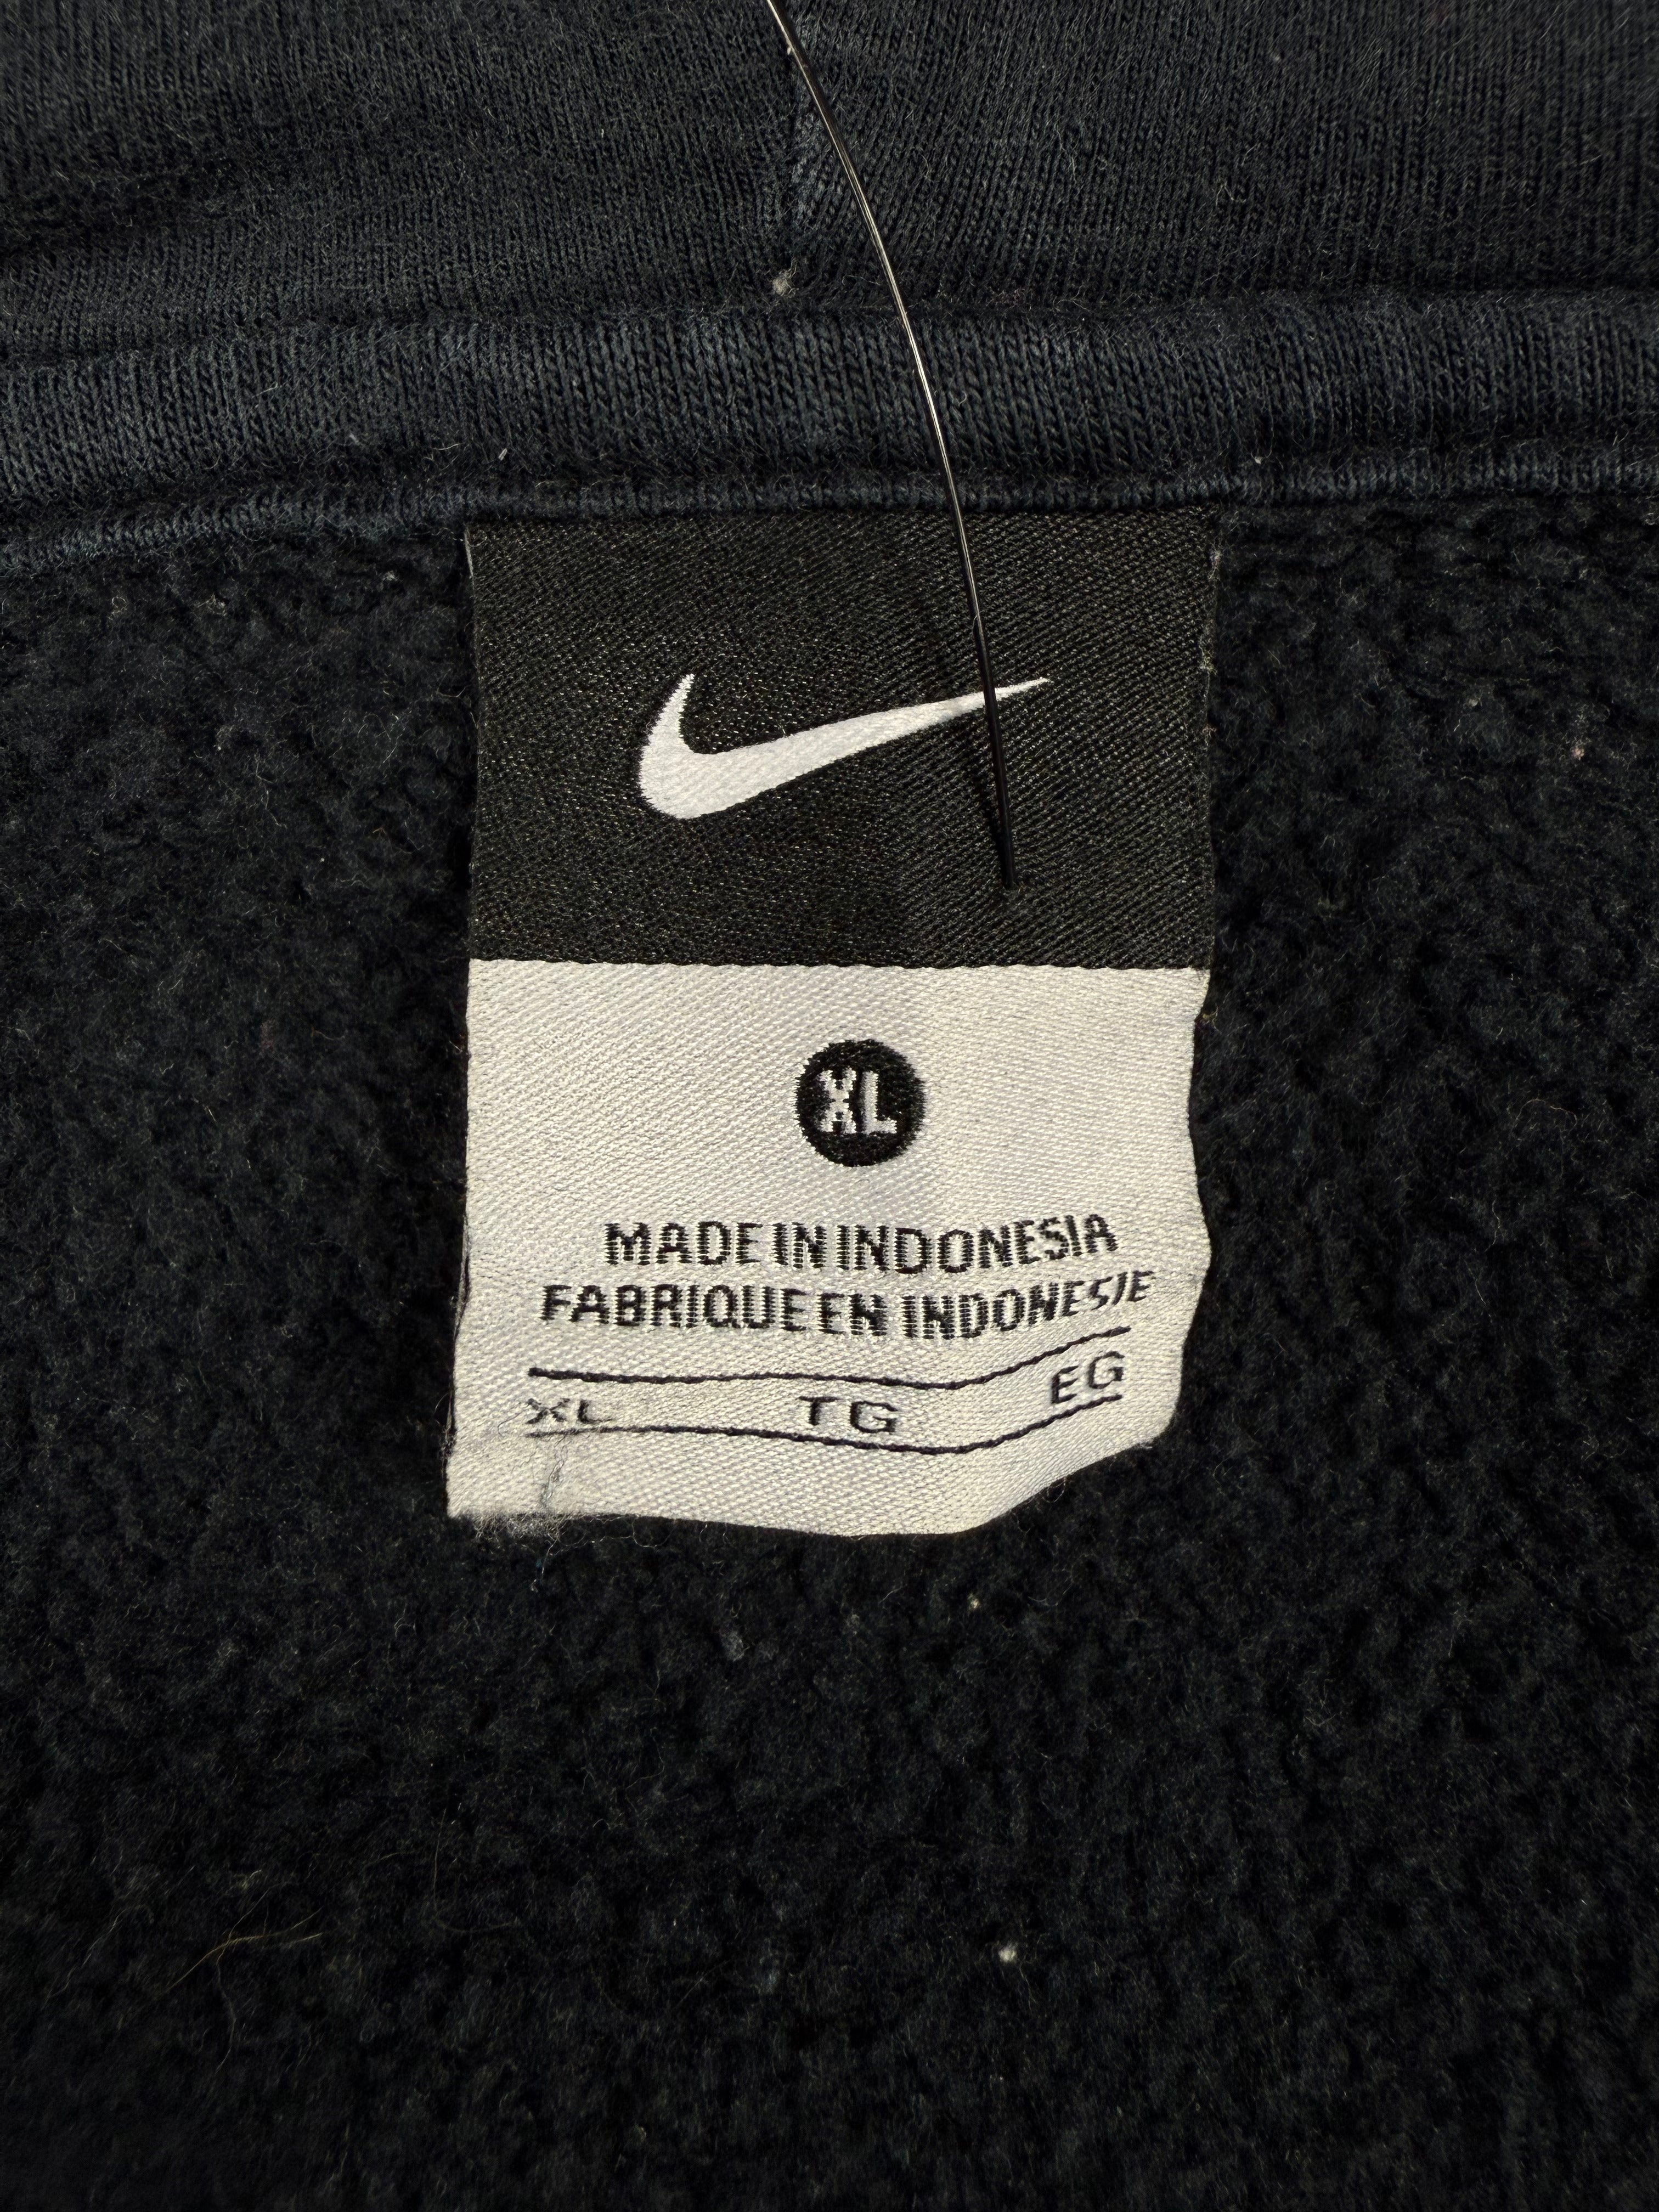 XL
MADE IN INDONESIA
FABRIQUE EN INDONESIE
XL TG EG